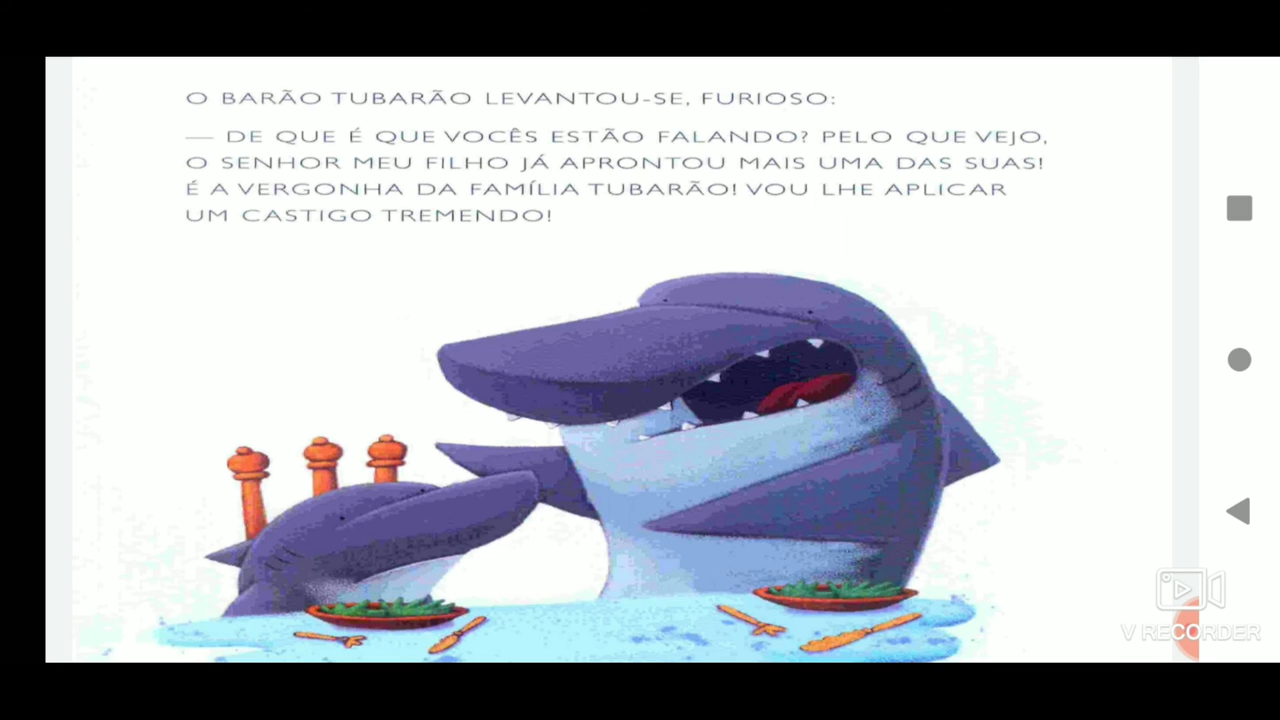 O BARÃO TUBARÃO LEVANTOU-SE, FURIOSO:
— DE QUE É QUE VOCÊS ESTÃO FALANDO? PELO QUE VEJO,
O SENHOR MEU FILHO JÁ APRONTOU MAIS UMA DAS SUAS!
É A VERGONHA DA FAMÍLIA TUBARÃO! VOU LHE APLICAR
UM CASTIGO TREMENDO!
V RECORDER